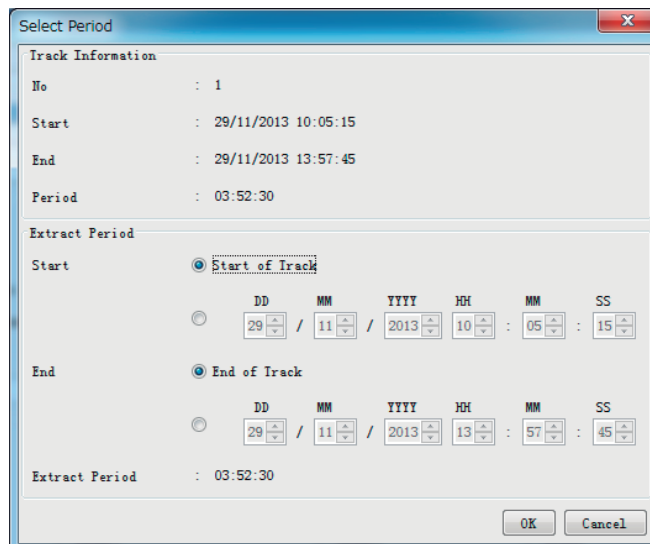 Select Period
Track Information
No : 1
Start : 29/11/2013 10:05:15
End : 29/11/2013 13:57:45
Period : 03:52:30
Extract Period
Start Start of Track
DD MM YYYY HH MM SS
29 / 11 / 2013 10 : 05 : 15
End End of Track
DD MM YYYY HH MM SS
29 / 11 / 2013 13 : 57 : 45
Extract Period : 03:52:30
OK Cancel